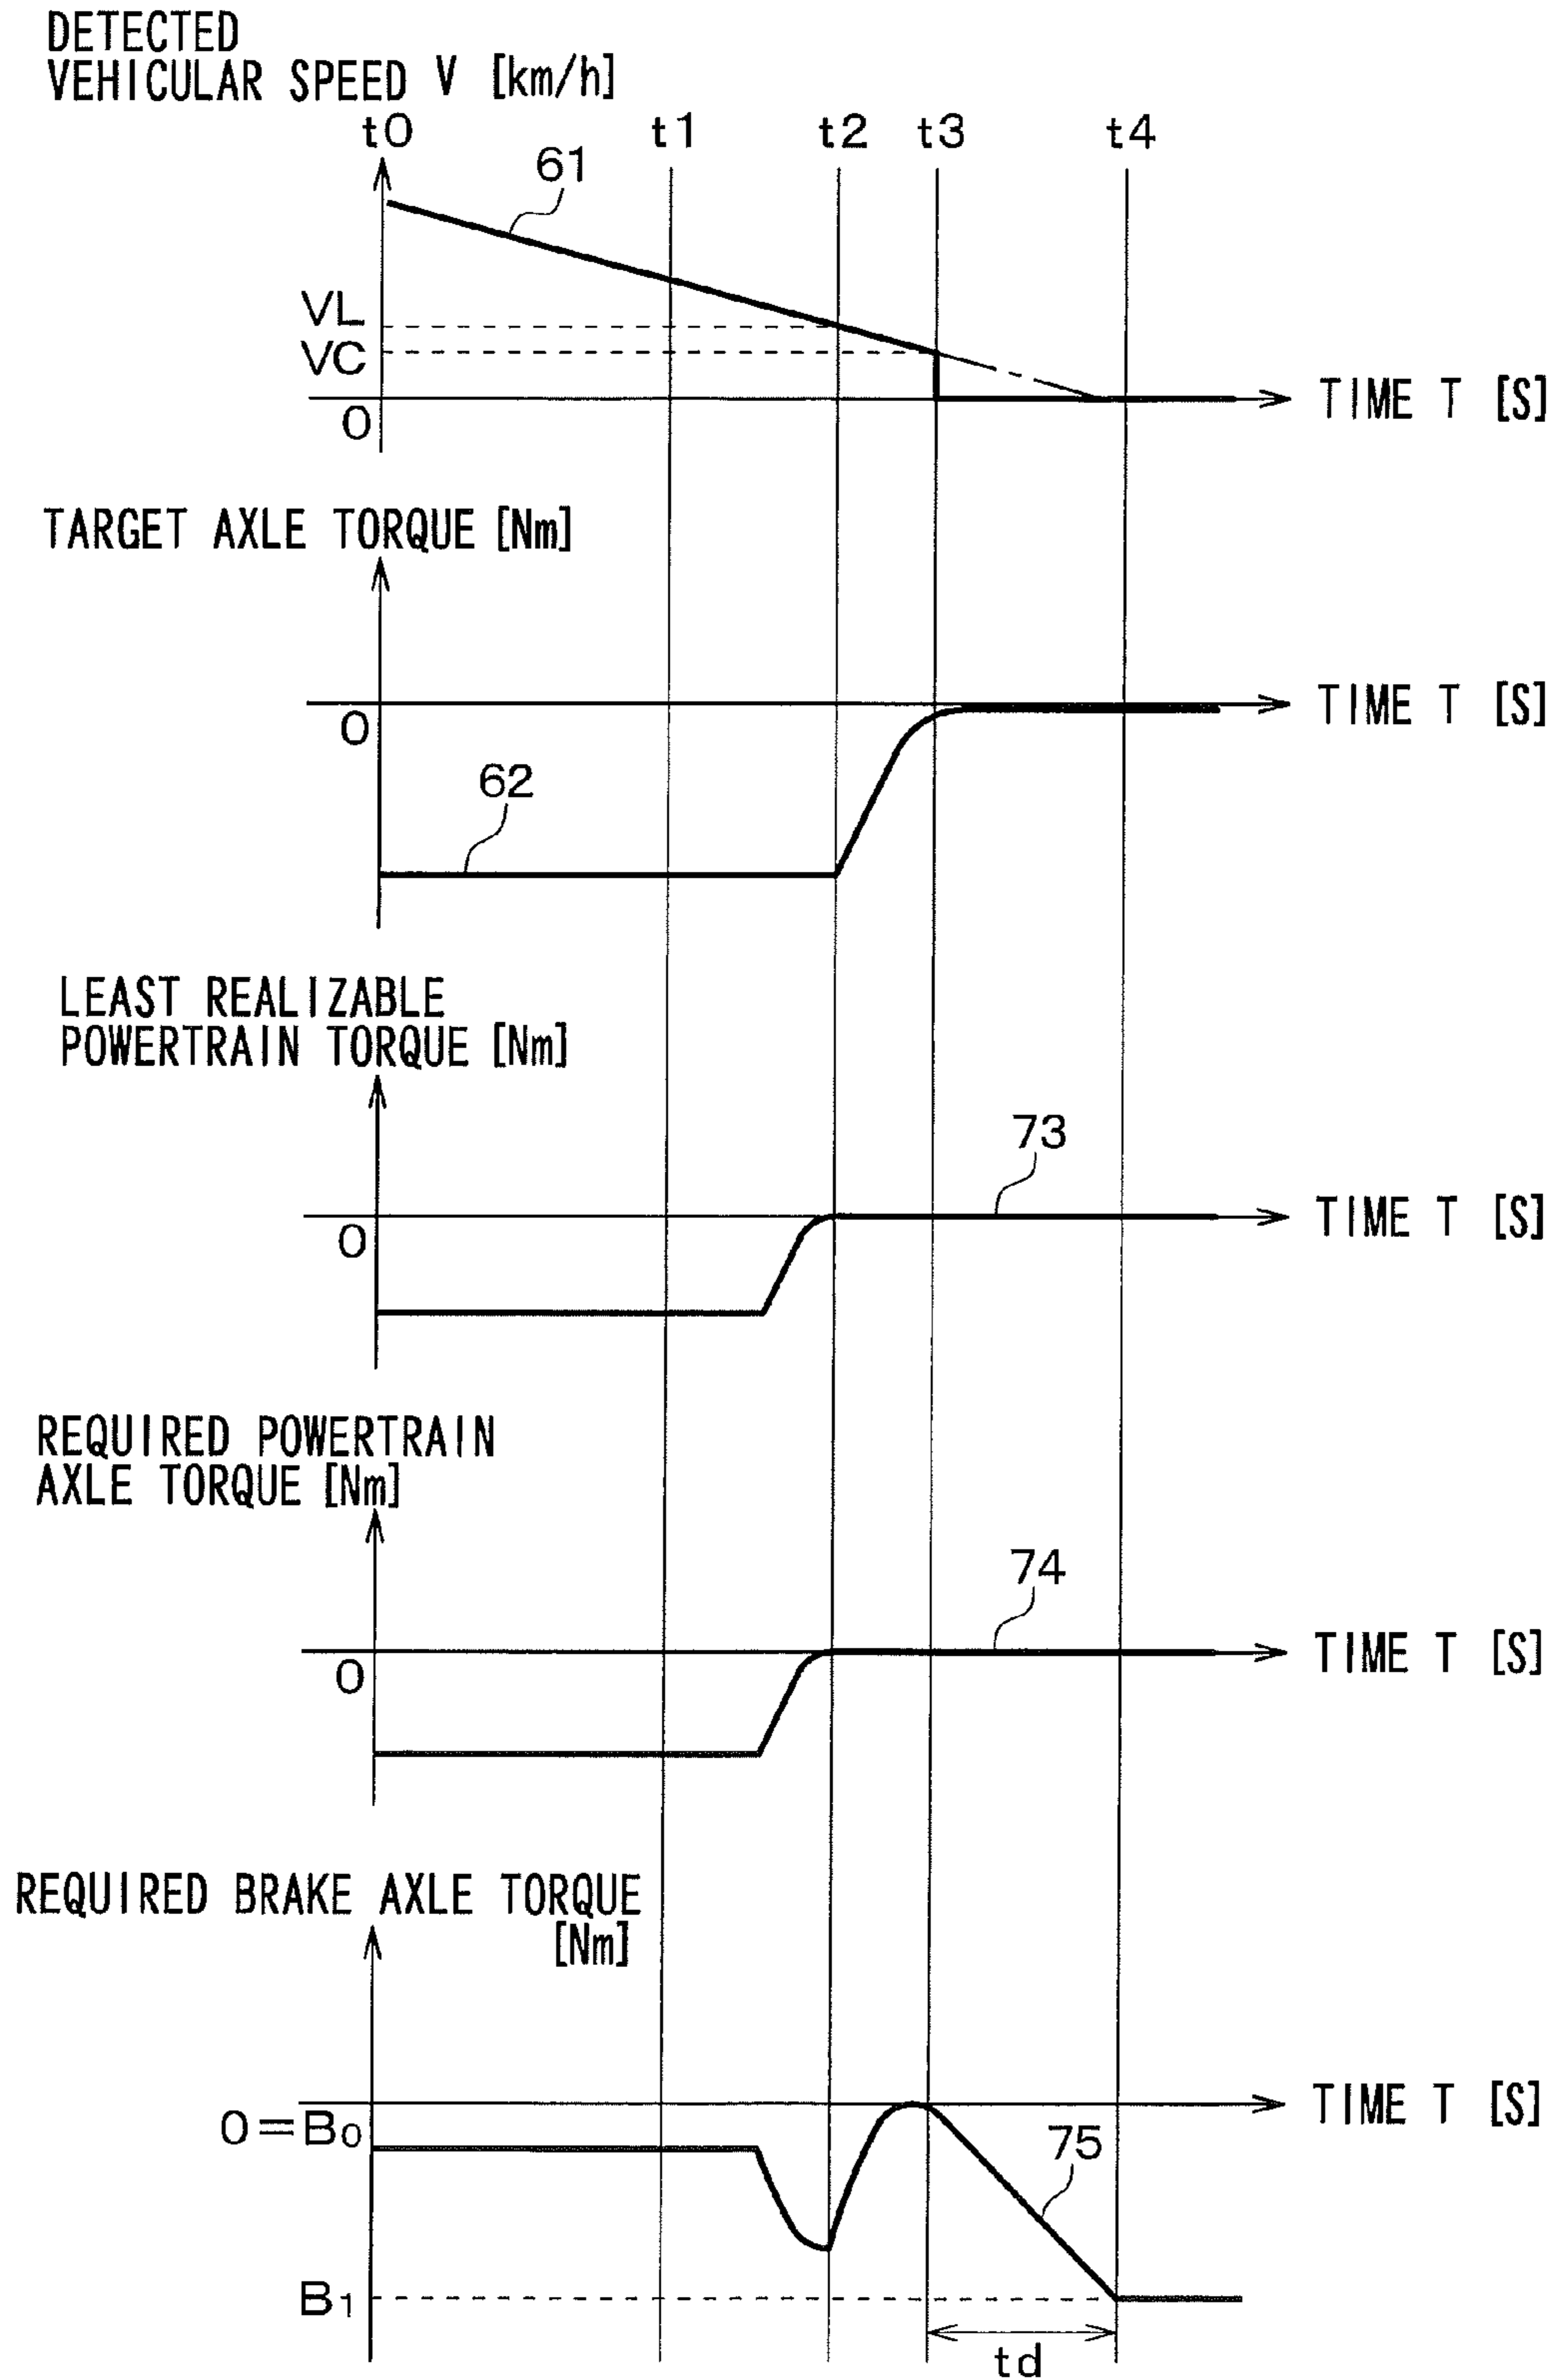 DETECTED
VEHICULAR SPEED V [km/h]
t0 t1 t2 t3 t4
61
VL
VC
0
TIME T [S]
TARGET AXLE TORQUE [Nm]
0
TIME T [S]
62
LEAST REALIZABLE
POWERTRAIN TORQUE [Nm]
73
0
TIME T [S]
REQUIRED POWERTRAIN
AXLE TORQUE [Nm]
74
0
TIME T [S]
REQUIRED BRAKE AXLE TORQUE
[Nm]
0=B0
TIME T [S]
75
B1
td